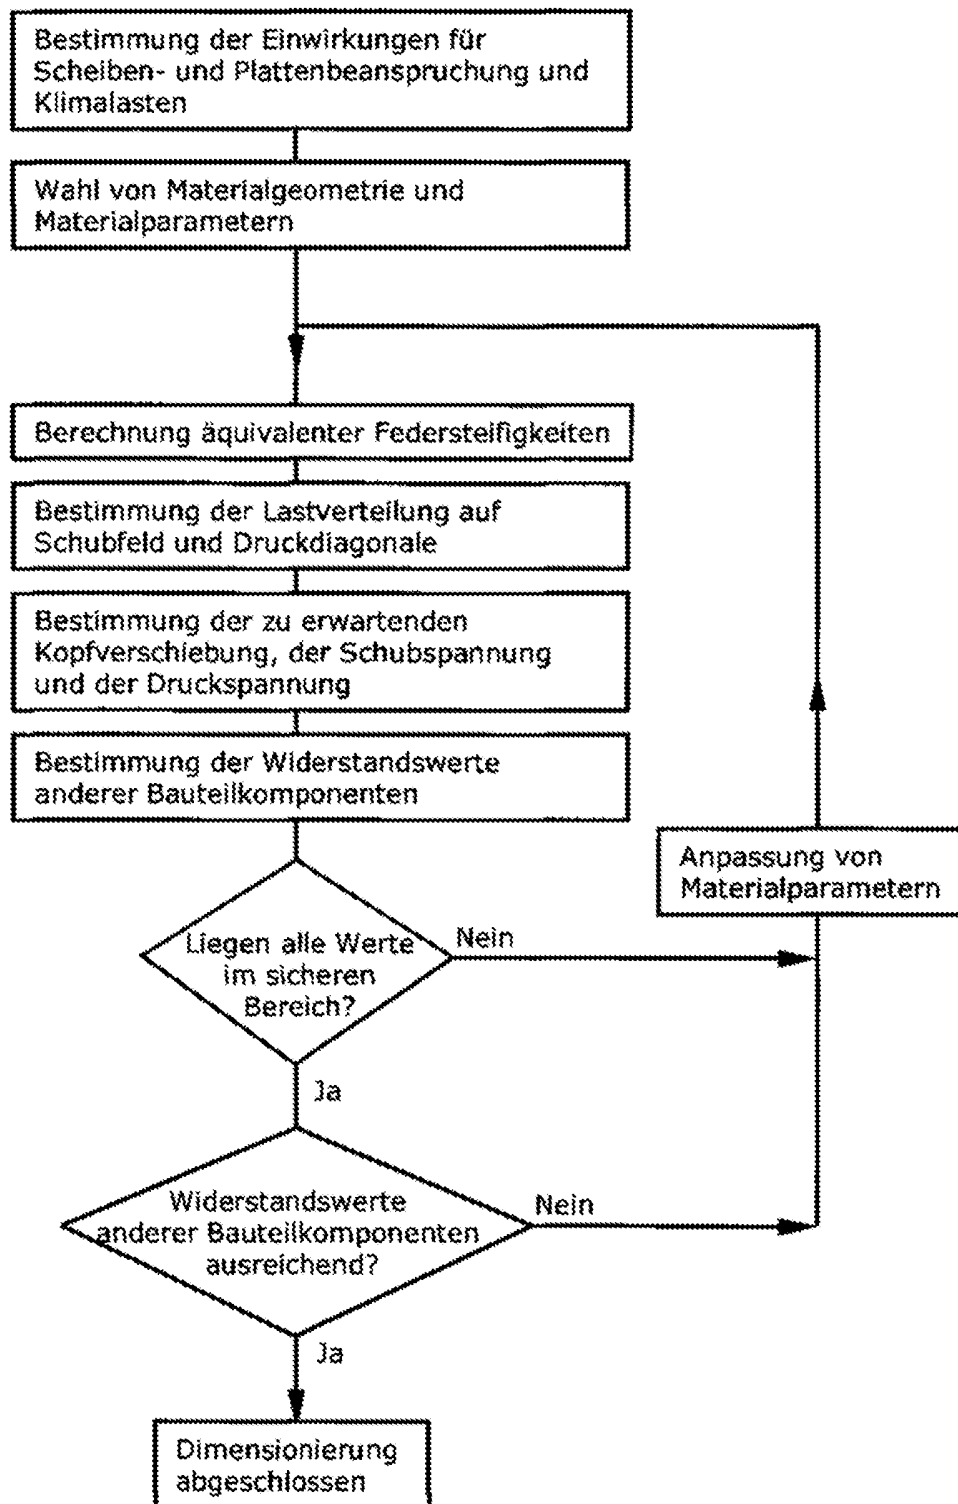 Bestimmung der Einwirkungen für
Scheiben- und Plattenbeanspruchung und
Klimalasten
Wahl von Materialgeometrie und
Materialparametern
Berechnung äquivalenter Federsteifigkeiten
Bestimmung der Lastverteilung auf
Schubfeld und Druckdiagonale
Bestimmung der zu erwartenden
Kopfverschiebung, der Schubspannung
und der Druckspannung
Bestimmung der Widerstandswerte
anderer Bauteilkomponenten
Anpassung von
Materialparametern
Liegen alle Werte
im sicheren
Bereich?
Nein
Ja
Widerstandswerte
anderer Bauteilkomponenten
ausreichend?
Nein
Ja
Dimensionierung
abgeschlossen